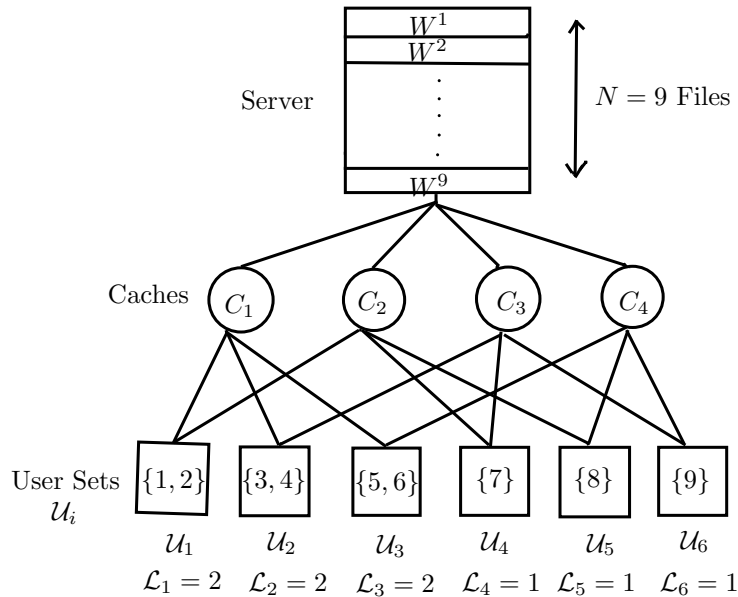 W^1
W^2
Server
N = 9 Files
W^9
Caches
C_1 C_2 C_3 C_4
User Sets
\mathcal{U}_i
{1, 2} {3, 4} {5, 6} {7} {8} {9}
\mathcal{U}_1 \mathcal{U}_2 \mathcal{U}_3 \mathcal{U}_4 \mathcal{U}_5 \mathcal{U}_6
\mathcal{L}_1 = 2 \mathcal{L}_2 = 2 \mathcal{L}_3 = 2 \mathcal{L}_4 = 1 \mathcal{L}_5 = 1 \mathcal{L}_6 = 1